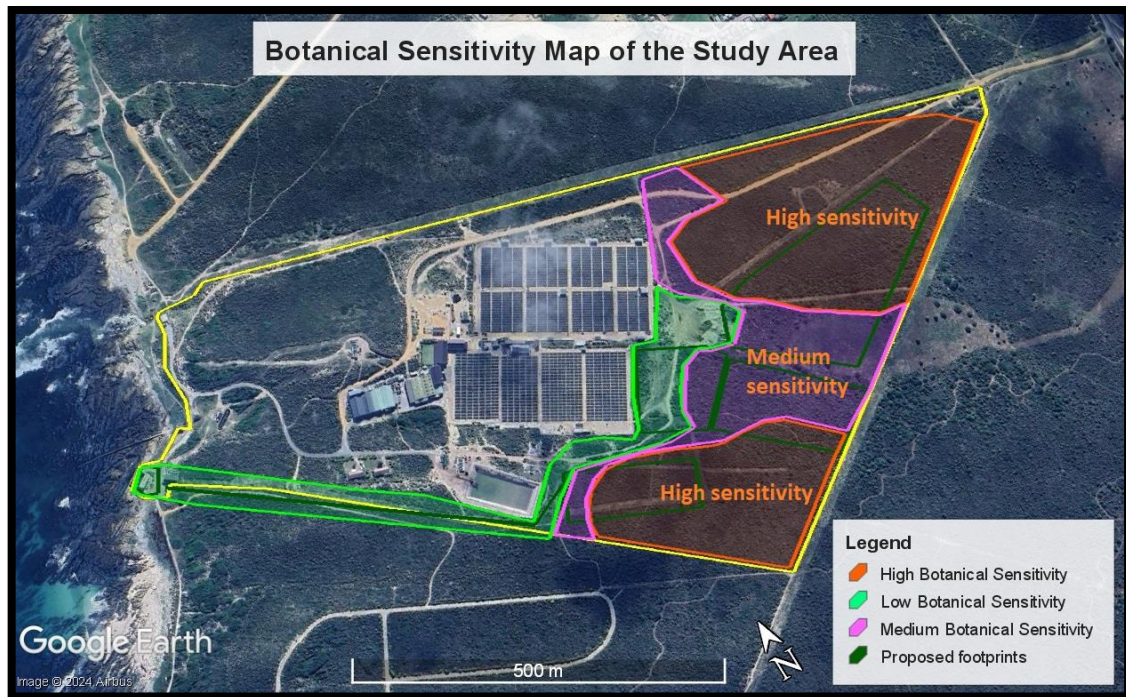 Botanical Sensitivity Map of the Study Area
High sensitivity
Medium
sensitivity
High sensitivity
Legend
High Botanical Sensitivity
Low Botanical Sensitivity
Medium Botanical Sensitivity
Proposed footprints
Google Earth
500 m
N
Image © 2024 Airbus